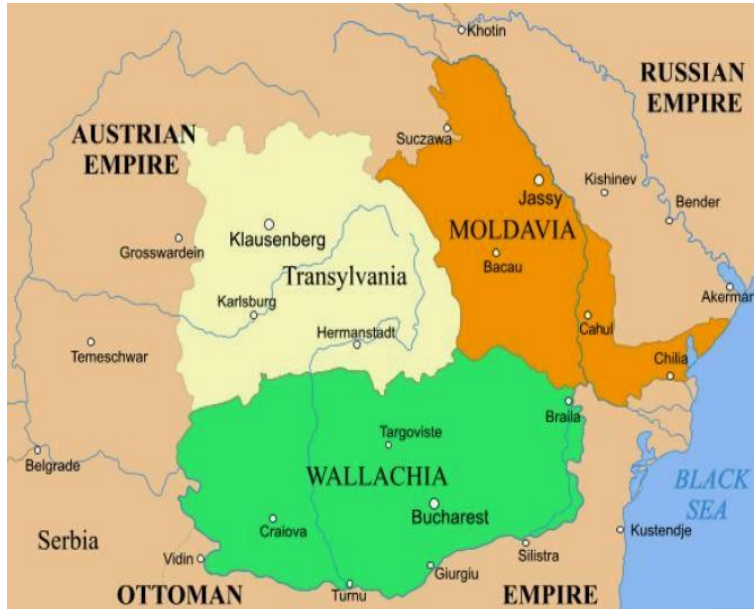 Khotin
RUSSIAN
EMPIRE
AUSTRIAN
EMPIRE
Suczawa
Kishinev
Jassy
Bender
Klausenberg
MOLDAVIA
Grosswardein
Bacau
Transylvania
Akerman
Karlsburg
Cahul
Hermanstadt
Temeschwar
Chilia
Braila
Targoviste
Belgrade
WALLACHIA
BLACK
SEA
Bucharest
Craiova
Kustendje
Serbia
Silistra
Vidin
Giurgiu
OTTOMAN
EMPIRE
Turnu